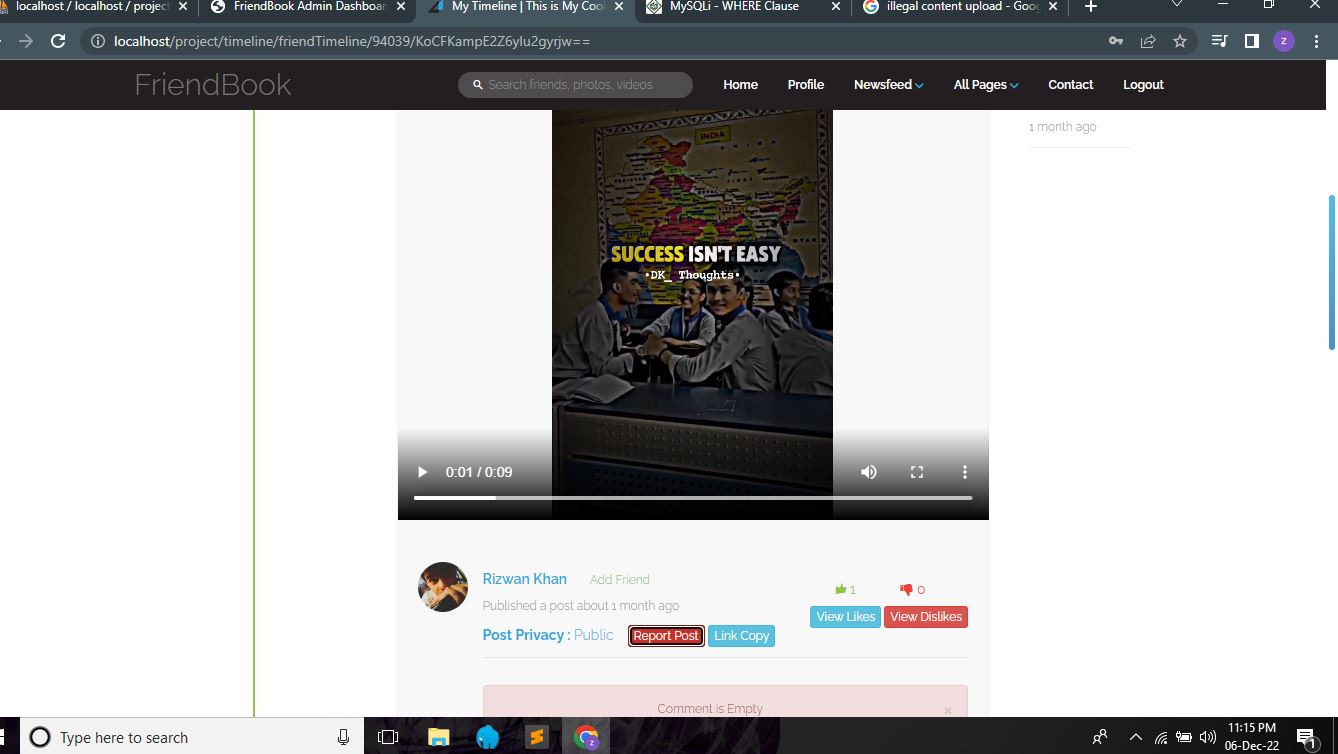 localhost / localhost / project
FriendBook Admin Dashboar
My Timeline | This is My Cool
MySQLi - WHERE Clause
illegal content upload - Goog
localhost/project/timeline/friendTimeline/94039/KoCFKampE2Z6ylu2gyrjw==
z
FriendBook
Search friends, photos, videos
Home
Profile
Newsfeed
All Pages
Contact
Logout
1 month ago
INDIA
SUCCESS ISN'T EASY
•DK_ Thoughts•
0:01 / 0:09
Rizwan Khan
Add Friend
1
0
Published a post about 1 month ago
View Likes
View Dislikes
Post Privacy : Public
Report Post
Link Copy
Comment is Empty
Type here to search
11:15 PM
06-Dec-22
1